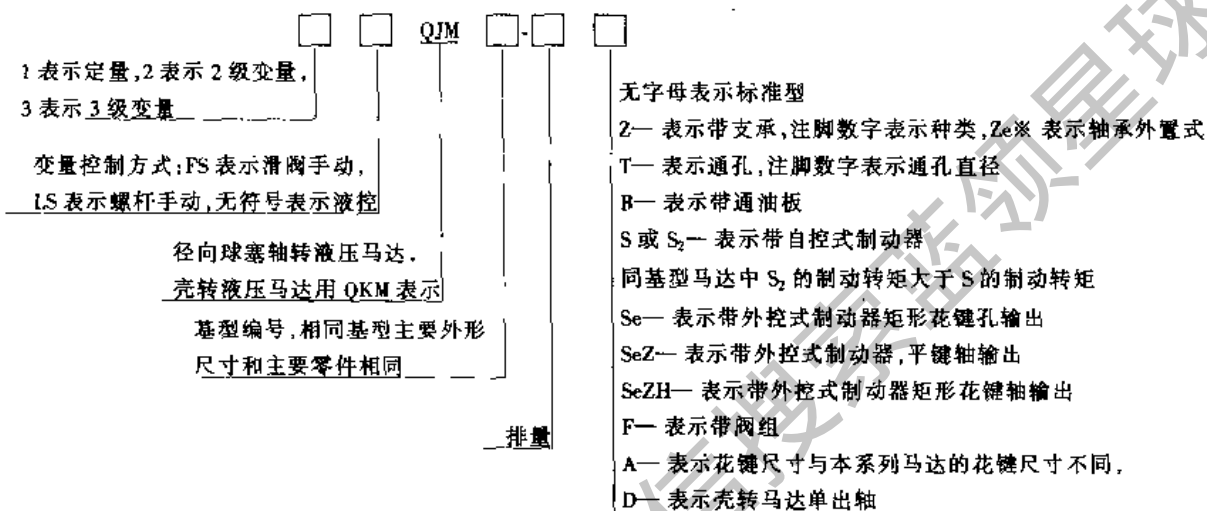 QJM -
1 表示定量,2 表示 2 级变量,
3 表示 3 级变量
变量控制方式:FS 表示滑阀手动,
LS 表示螺杆手动,无符号表示液控
径向球塞轴转液压马达.
壳转液压马达用 QKM 表示
基型编号,相同基型主要外形
尺寸和主要零件相同
排量
无字母表示标准型
Z— 表示带支承,注脚数字表示种类,Ze※ 表示轴承外置式
T— 表示通孔,注脚数字表示通孔直径
B— 表示带通油板
S 或 S₂— 表示带自控式制动器
同基型马达中 S₂ 的制动转矩大于 S 的制动转矩
Se— 表示带外控式制动器矩形花键孔输出
SeZ— 表示带外控式制动器,平键轴输出
SeZH— 表示带外控式制动器矩形花键轴输出
F— 表示带阀组
A— 表示花键尺寸与本系列马达的花键尺寸不同,
D— 表示壳转马达单出轴
信搜索蓝领星球